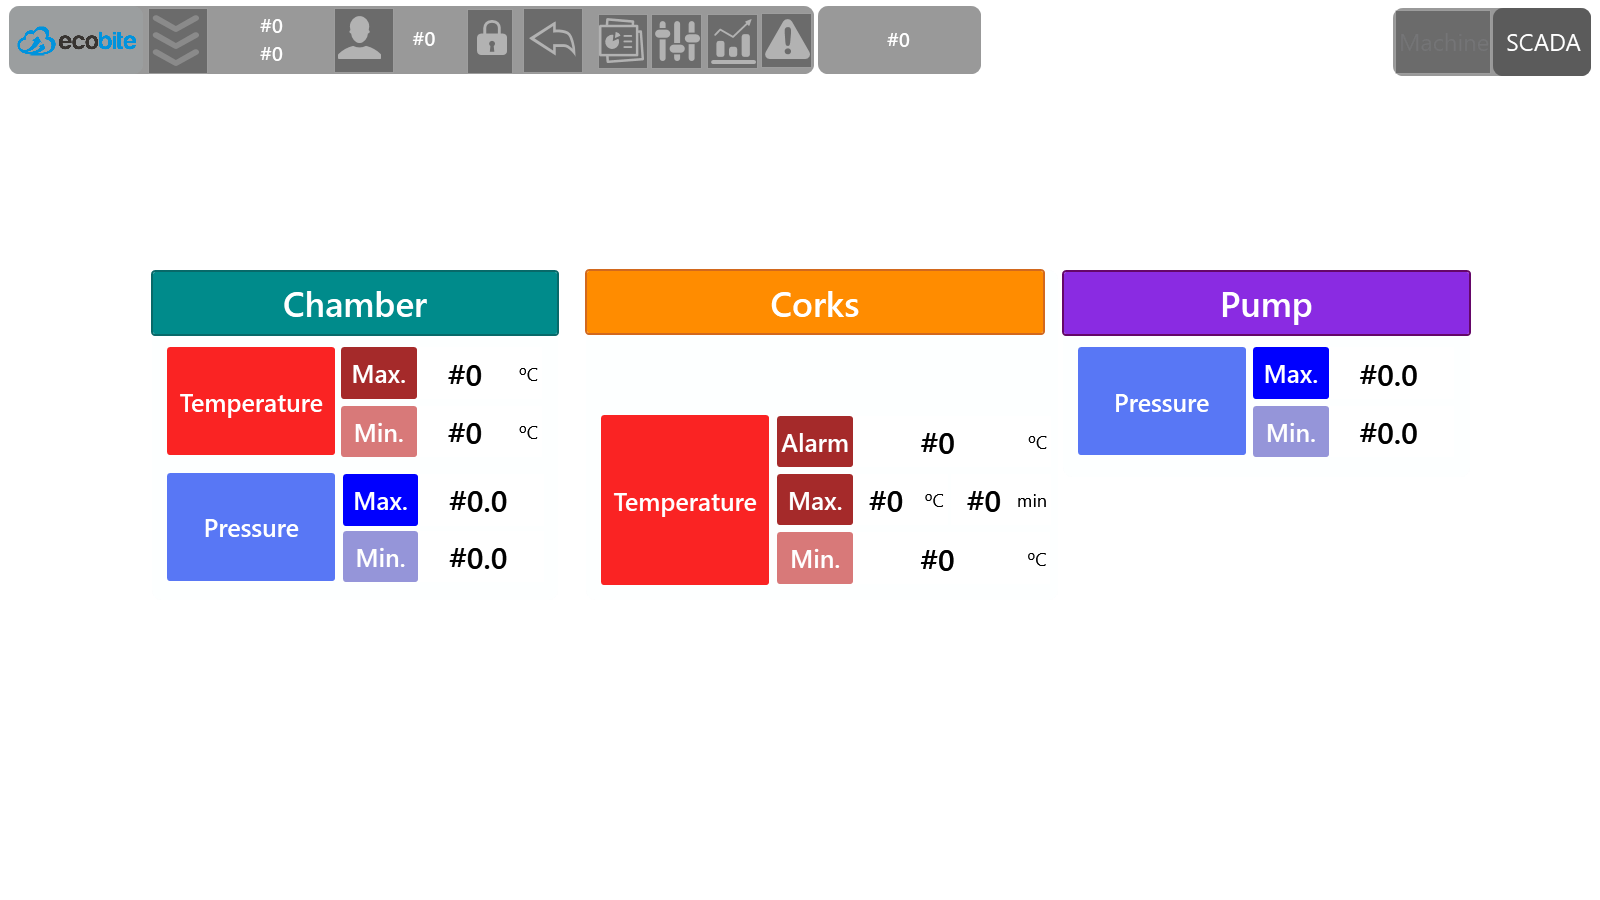 ecobite
#0
#0
#0
#0
Machine
SCADA
Chamber
Temperature
Max.
#0
ºC
Min.
#0
ºC
Pressure
Max.
#0.0
Min.
#0.0
Corks
Temperature
Alarm
#0
ºC
Max.
#0
ºC
#0
min
Min.
#0
ºC
Pump
Pressure
Max.
#0.0
Min.
#0.0